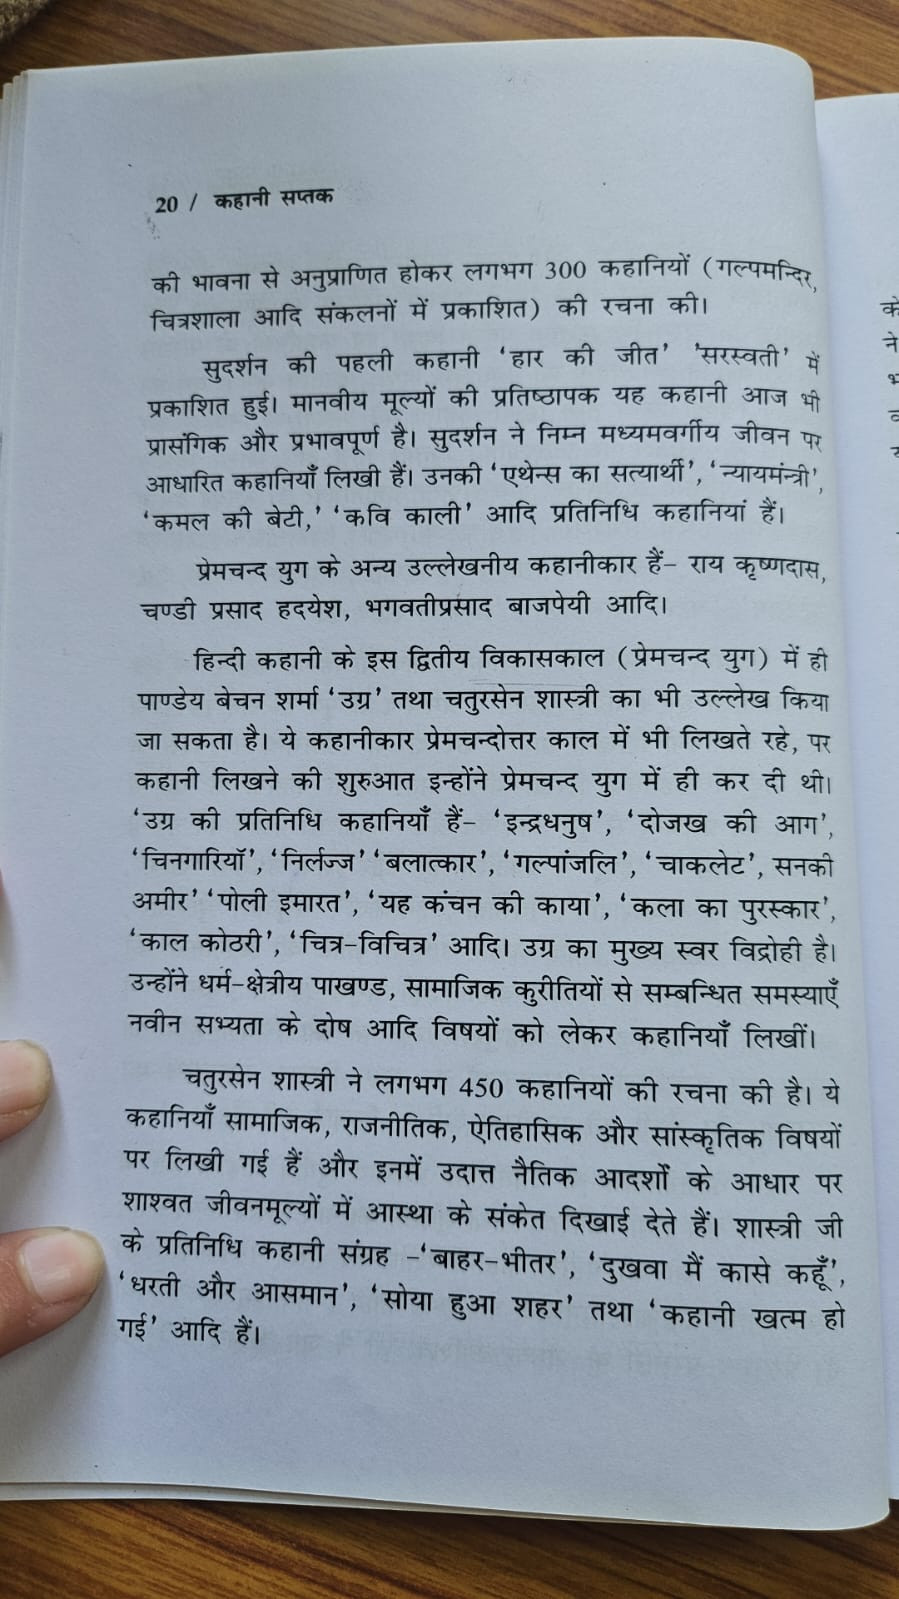 20 / कहानी सप्तक
की भावना से अनुप्राणित होकर लगभग 300 कहानियों (गल्पमन्दिर,
चित्रशाला आदि संकलनों में प्रकाशित) की रचना की।
सुदर्शन की पहली कहानी ‘हार की जीत’ ‘सरस्वती’ में
प्रकाशित हुई। मानवीय मूल्यों की प्रतिष्ठापक यह कहानी आज भी
प्रासंगिक और प्रभावपूर्ण है। सुदर्शन ने निम्न मध्यमवर्गीय जीवन पर
आधारित कहानियाँ लिखी हैं। उनकी ‘एथेन्स का सत्यार्थी’, ‘न्यायमंन्त्री’,
‘कमल की बेटी,’ ‘कवि काली’ आदि प्रतिनिधि कहानियां हैं।
प्रेमचन्द युग के अन्य उल्लेखनीय कहानीकार हैं– राय कृष्णदास,
चण्डी प्रसाद हदयेश, भगवतीप्रसाद बाजपेयी आदि।
हिन्दी कहानी के इस द्वितीय विकासकाल (प्रेमचन्द युग) में ही
पाण्डेय बेचन शर्मा ‘उग्र’ तथा चतुरसेन शास्त्री का भी उल्लेख किया
जा सकता है। ये कहानीकार प्रेमचन्दोत्तर काल में भी लिखते रहे, पर
कहानी लिखने की शुरुआत इन्होंने प्रेमचन्द युग में ही कर दी थी।
‘उग्र की प्रतिनिधि कहानियाँ हैं– ‘इन्द्रधनुष’, ‘दोजख की आग’,
‘चिनगारियॉ’, ‘निर्लज्ज’ ‘बलात्कार’, ‘गल्पांजलि’, ‘चाकलेट’, सनकी
अमीर’ ‘पोली इमारत’, ‘यह कंचन की काया’, ‘कला का पुरस्कार’,
‘काल कोठरी’, ‘चित्र–विचित्र’ आदि। उग्र का मुख्य स्वर विद्रोही है।
उन्होंने धर्म–क्षेत्रीय पाखण्ड, सामाजिक कुरीतियों से सम्बन्धित समस्याएँ
नवीन सभ्यता के दोष आदि विषयों को लेकर कहानियाँ लिखीं।
चतुरसेन शास्त्री ने लगभग 450 कहानियों की रचना की है। ये
कहानियाँ सामाजिक, राजनीतिक, ऐतिहासिक और सांस्कृतिक विषयों
पर लिखी गई हैं और इनमें उदात्त नैतिक आदर्शों के आधार पर
शाश्वत जीवनमूल्यों में आस्था के संकेत दिखाई देते हैं। शास्त्री जी
के प्रतिनिधि कहानी संग्रह –‘बाहर–भीतर’, ‘दुखवा मैं कासे कहूँ’,
‘धरती और आसमान’, ‘सोया हुआ शहर’ तथा ‘कहानी खत्म हो
गई’ आदि हैं।